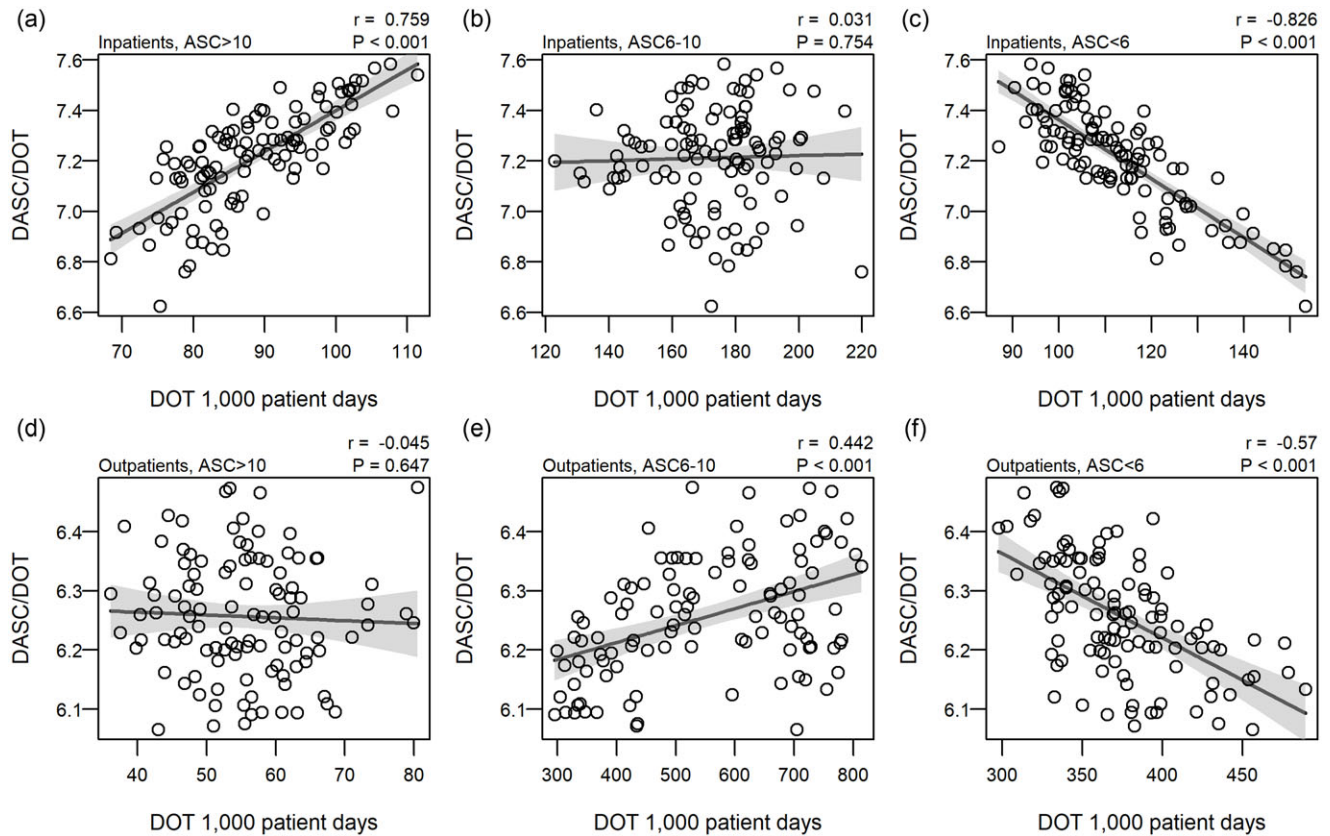 (a)
r = 0.759
Inpatients, ASC>10
P < 0.001
DASC/DOT
7.6
7.4
7.2
7.0
6.8
6.6
70 80 90 100 110
DOT 1,000 patient days
(b)
r = 0.031
Inpatients, ASC6-10
P = 0.754
DASC/DOT
7.6
7.4
7.2
7.0
6.8
6.6
120 140 160 180 200 220
DOT 1,000 patient days
(c)
r = -0.826
Inpatients, ASC<6
P < 0.001
DASC/DOT
7.6
7.4
7.2
7.0
6.8
6.6
90 100 120 140
DOT 1,000 patient days
(d)
r = -0.045
Outpatients, ASC>10
P = 0.647
DASC/DOT
6.4
6.3
6.2
6.1
40 50 60 70 80
DOT 1,000 patient days
(e)
r = 0.442
Outpatients, ASC6-10
P < 0.001
DASC/DOT
6.4
6.3
6.2
6.1
300 400 500 600 700 800
DOT 1,000 patient days
(f)
r = -0.57
Outpatients, ASC<6
P < 0.001
DASC/DOT
6.4
6.3
6.2
6.1
300 350 400 450
DOT 1,000 patient days